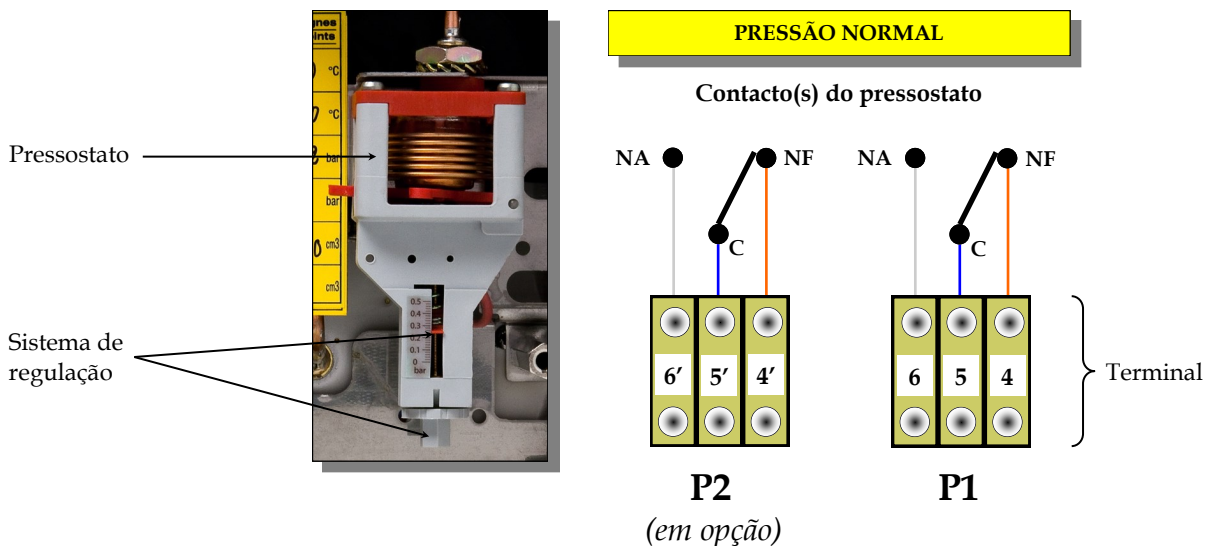 PRESSÃO NORMAL
Contacto(s) do pressostato
Pressostato
Sistema de
regulação
ints
°C
°C
bar
bar
cm3
cm3
0.5
0.4
0.3
0.2
0.1
0
bar
NA
NF
C
NA
NF
C
6’
5’
4’
6
5
4
Terminal
P2
(em opção)
P1